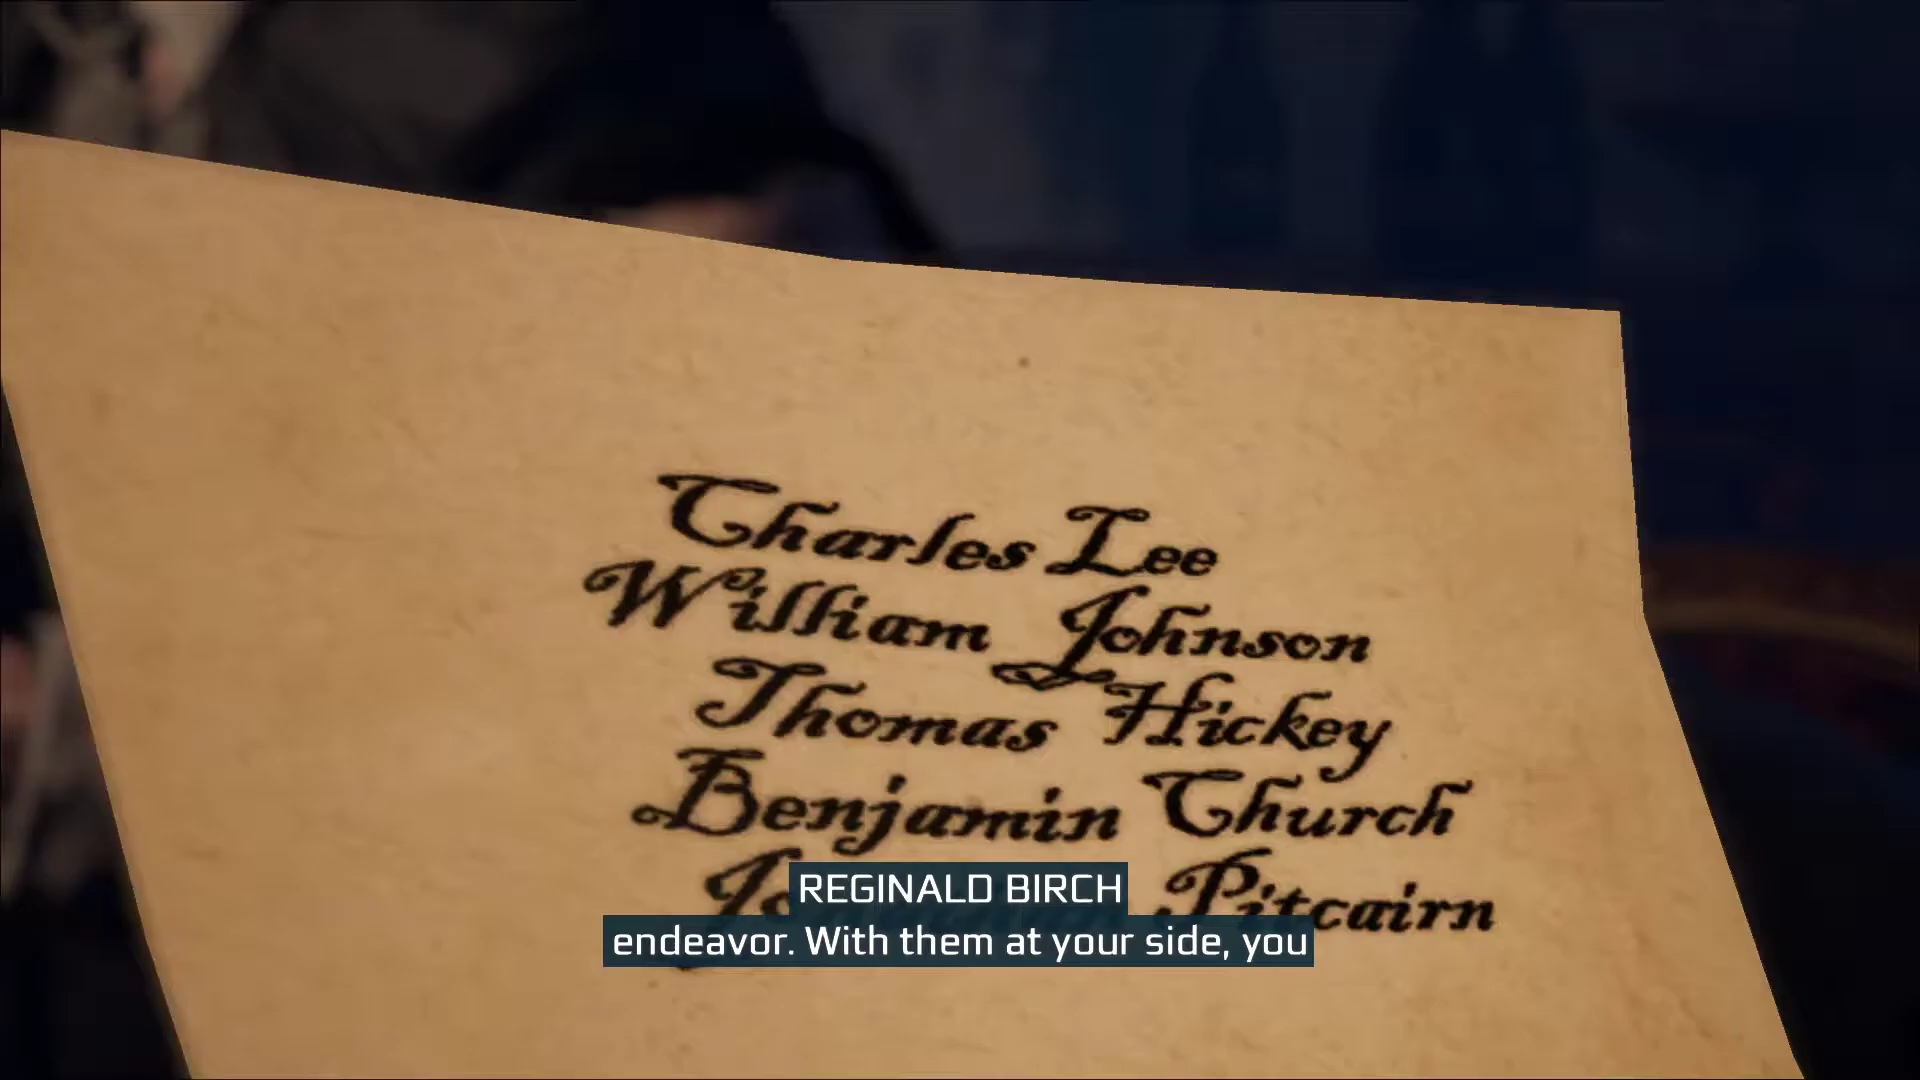 Charles Lee
William Johnson
Thomas Hickey
Benjamin Church
Pitcairn
REGINALD BIRCH
endeavor. With them at your side, you